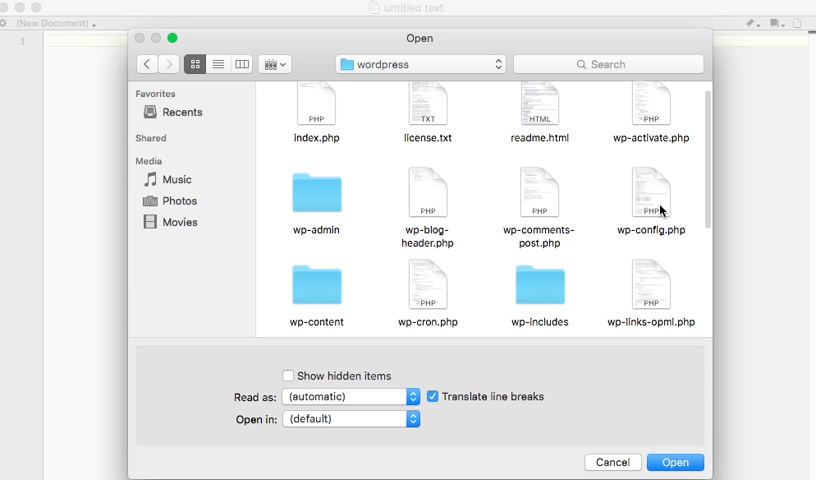 untitled text
(New Document)
1
Open
wordpress
Search
Favorites
Recents
Shared
Media
Music
Photos
Movies
PHP
TXT
HTML
PHP
index.php
license.txt
readme.html
wp-activate.php
PHP
PHP
PHP
wp-admin
wp-blog-
header.php
wp-comments-
post.php
wp-config.php
PHP
PHP
wp-content
wp-cron.php
wp-includes
wp-links-opml.php
Show hidden items
Read as:
(automatic)
Translate line breaks
Open in:
(default)
Cancel
Open